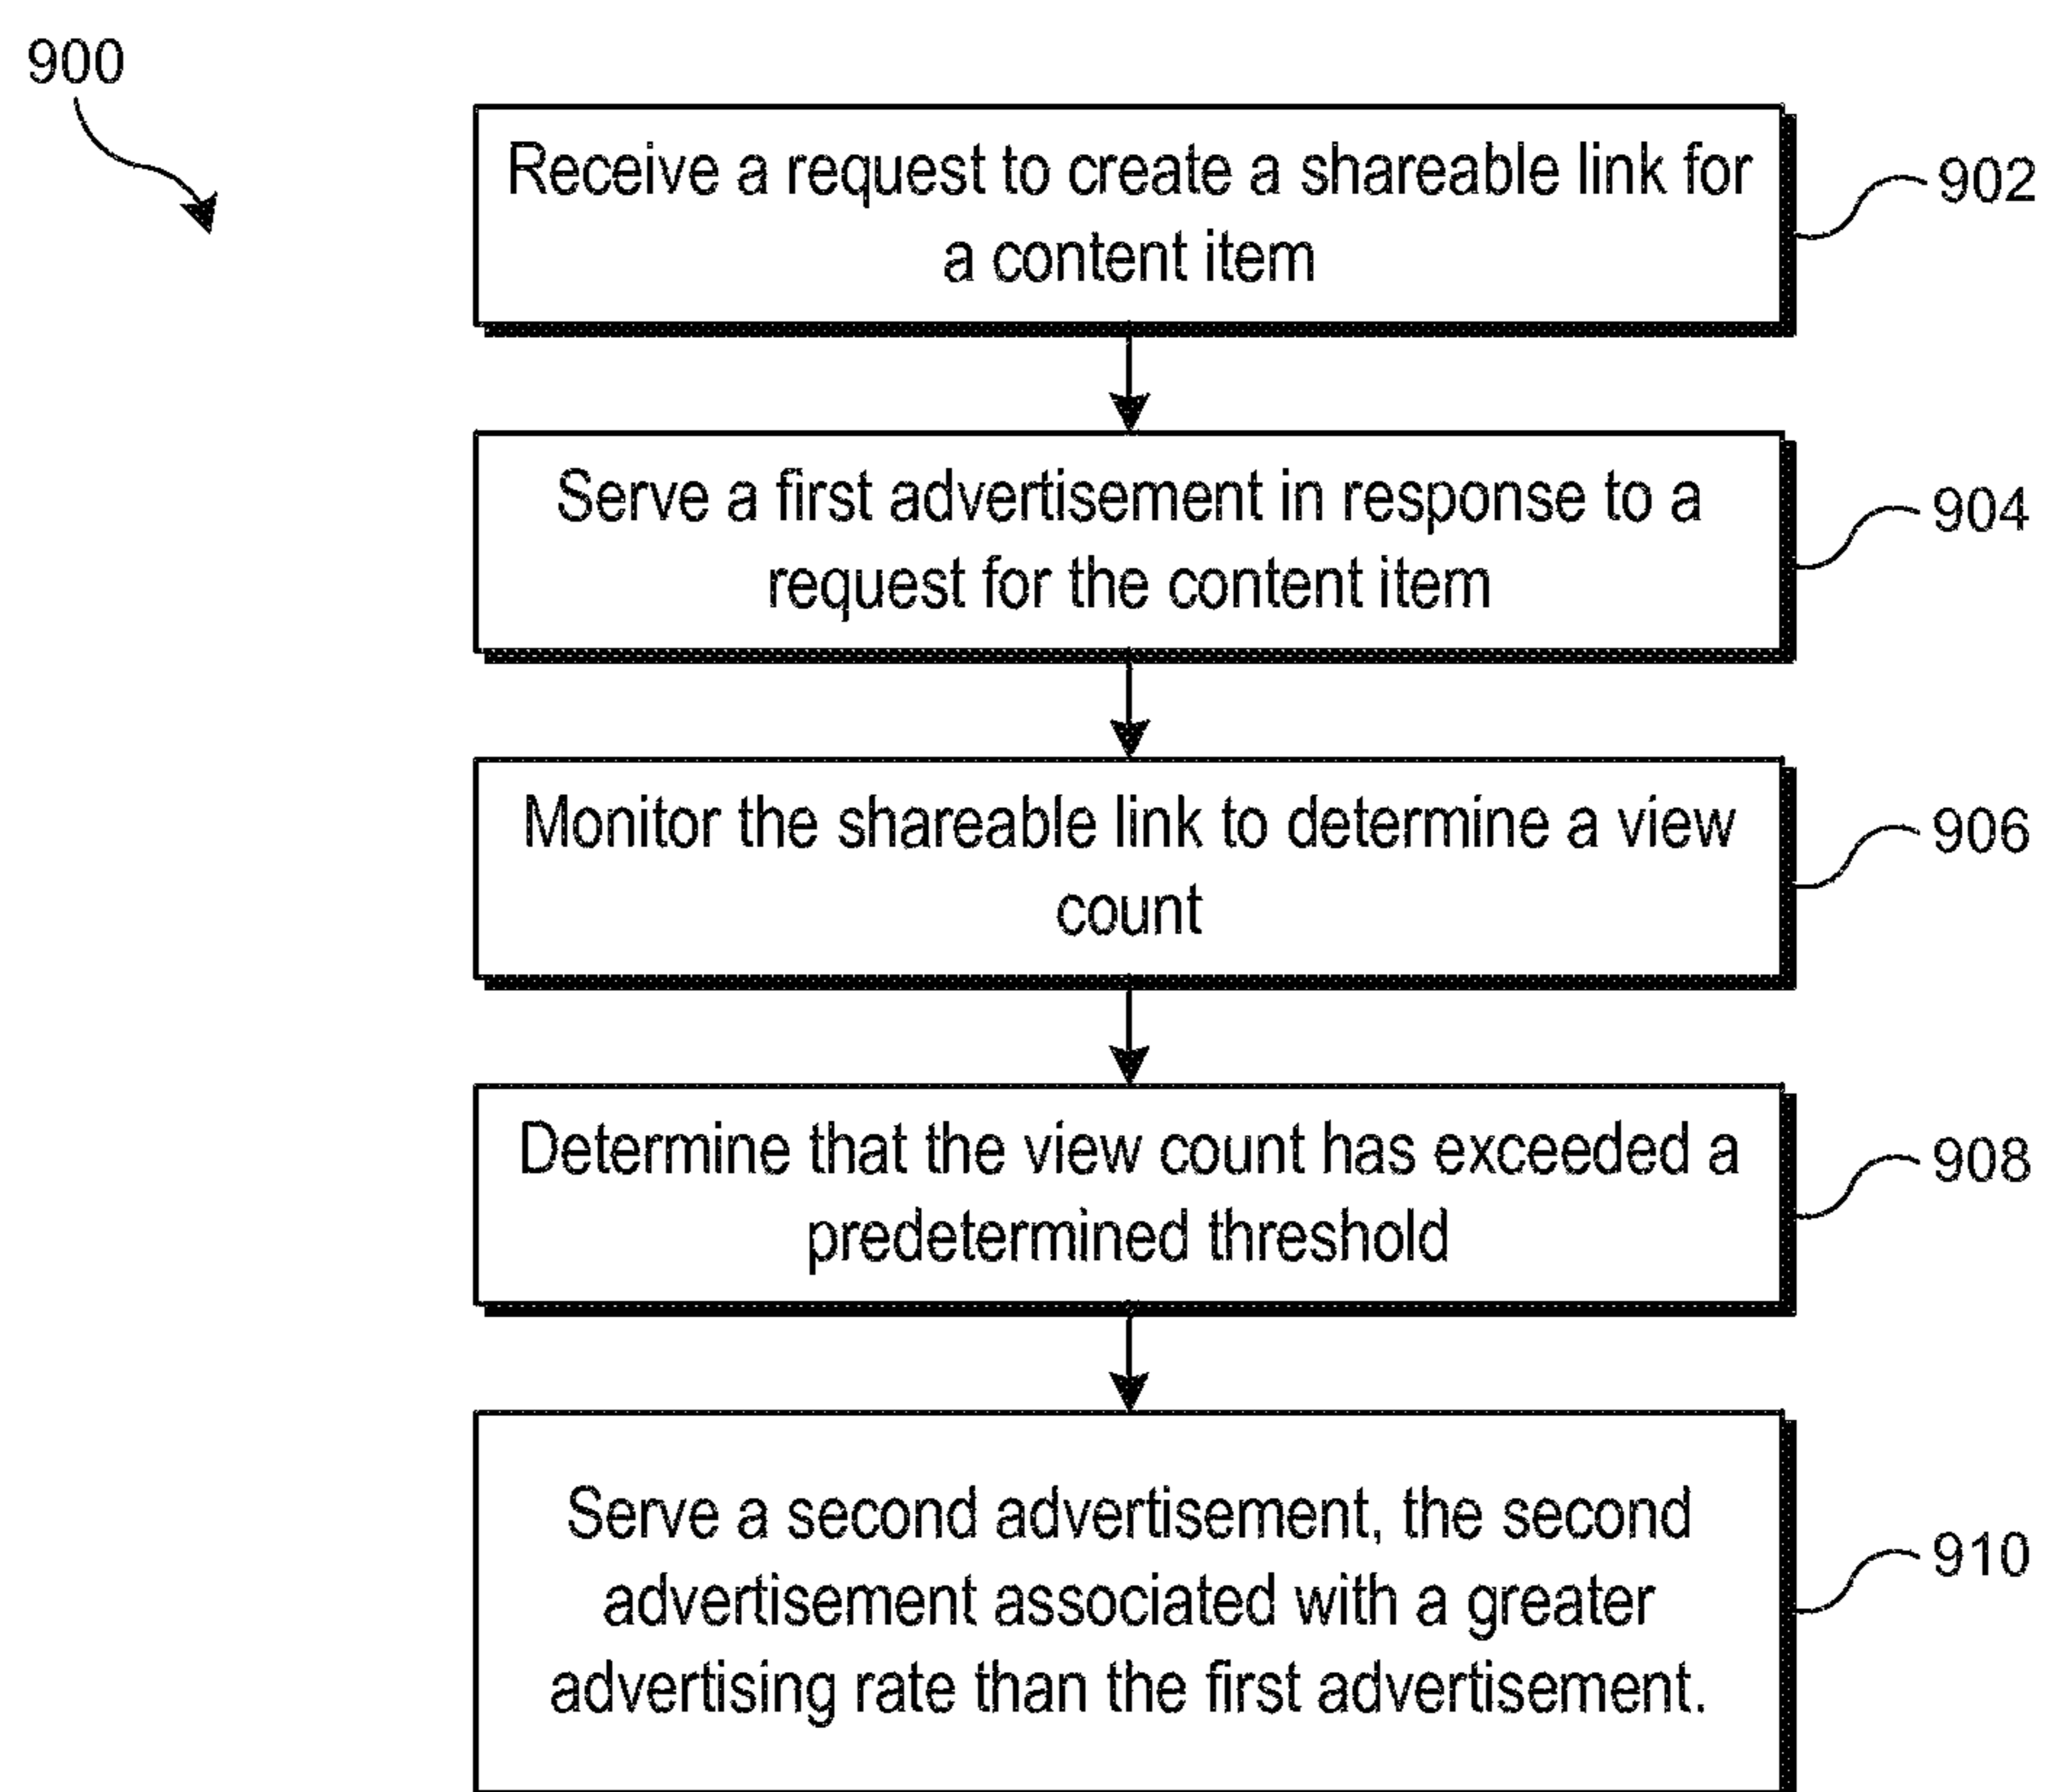 900
Receive a request to create a shareable link for
a content item
902
Serve a first advertisement in response to a
request for the content item
904
Monitor the shareable link to determine a view
count
906
Determine that the view count has exceeded a
predetermined threshold
908
Serve a second advertisement, the second
advertisement associated with a greater
advertising rate than the first advertisement.
910